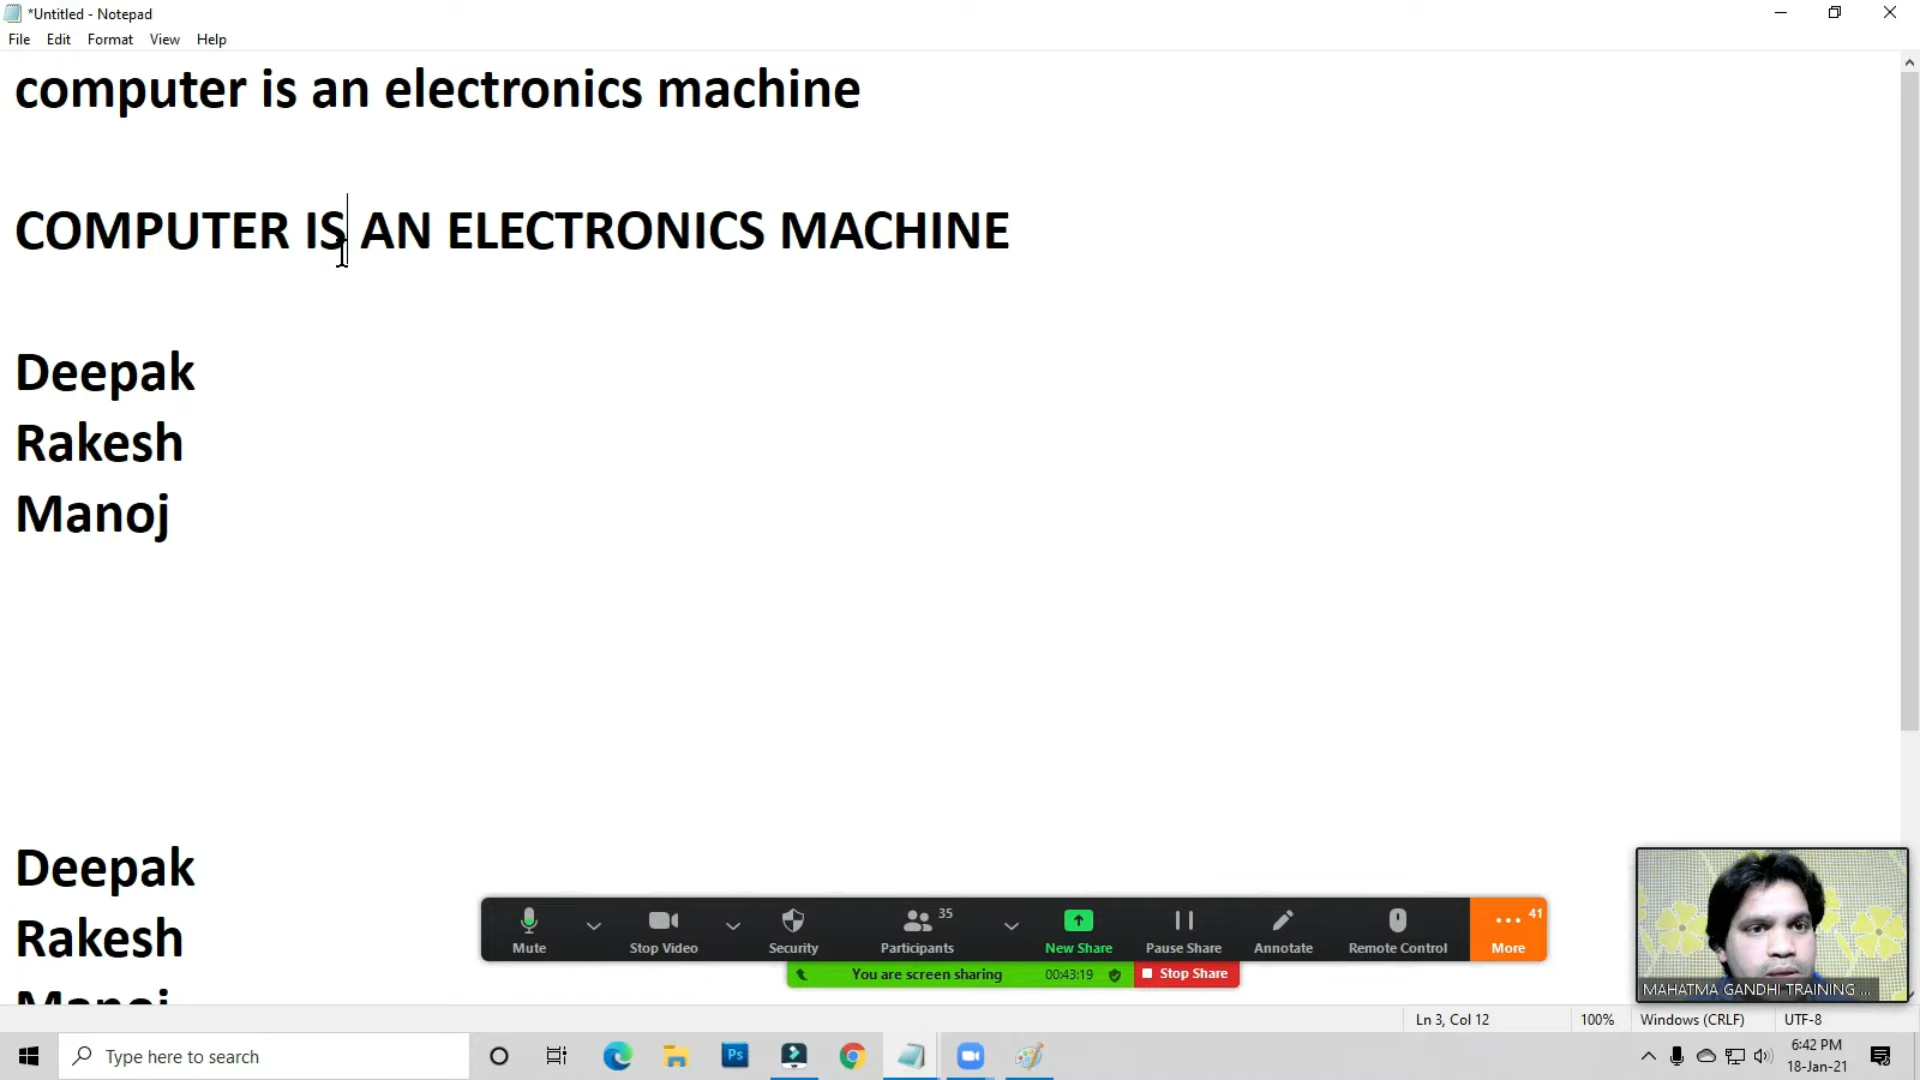 *Untitled - Notepad
File Edit Format View Help
computer is an electronics machine
COMPUTER IS AN ELECTRONICS MACHINE
Deepak
Rakesh
Manoj
Deepak
Rakesh
Manoj
35
41
Mute Stop Video Security Participants New Share Pause Share Annotate Remote Control More
You are screen sharing 00:43:19 Stop Share
MAHATMA GANDHI TRAINING ...
Ln 3, Col 12 100% Windows (CRLF) UTF-8
Type here to search
Ps
6:42 PM
18-Jan-21